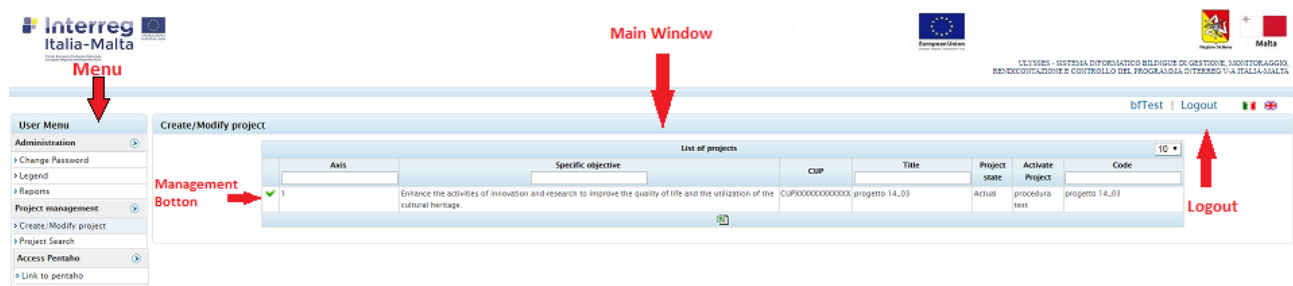 Interreg
Italia-Malta
Menu
Main Window
European Union
Regione Siciliana
Malta
ULYSSES - SISTEMA INFORMATICO BILINGUE DI GESTIONE, MONITORAGGIO,
RENDICONTAZIONE E CONTROLLO DEL PROGRAMMA INTERREG V-A ITALIA-MALTA
bfTest | Logout
User Menu
Create/Modify project
Administration
Change Password
Legend
Reports
Project management
Create/Modify project
Project Search
Access Pentaho
Link to pentaho
Management
Botton
List of projects
10
Axis
Specific objective
CUP
Title
Project
state
Activate
Project
Code
1
Enhance the activities of innovation and research to improve the quality of life and the utilization of the
cultural heritage.
CUPXXXXXXXXXXXX
progetto 14_03
Actual
procedura
test
progetto 14_03
Logout